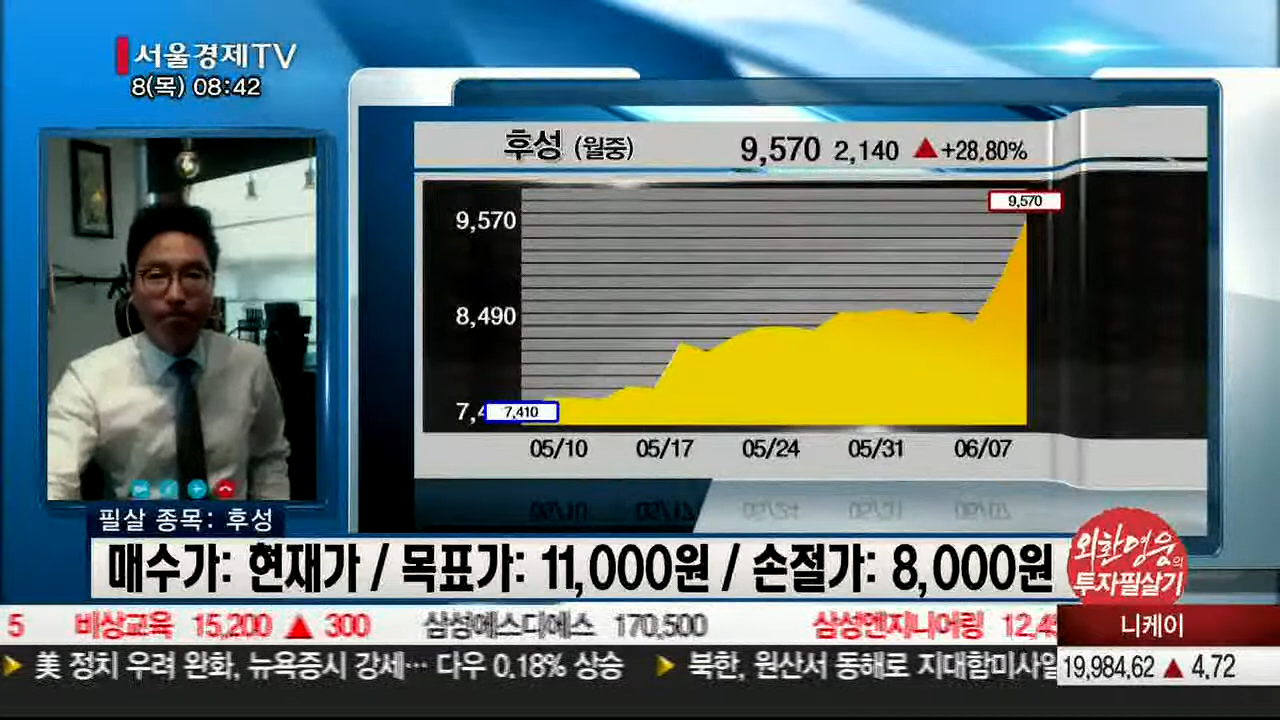 서울경제TV
8(목) 08:42
후성 (월중) 9,570 2,140 ▲+28.80%
9,570
9,570
8,490
7,410
05/10 05/17 05/24 05/31 06/07
필살 종목: 후성
매수가: 현재가 / 목표가: 11,000원 / 손절가: 8,000원
외환영웅의
투자필살기
5 비상교육 15,200 ▲ 300 삼성에스디에스 170,500 삼성엔지니어링
니케이
美 정치 우려 완화, 뉴욕증시 강세… 다우 0.18% 상승 북한, 원산서 동해로 지대함미사일
19,984.62 ▲ 4.72